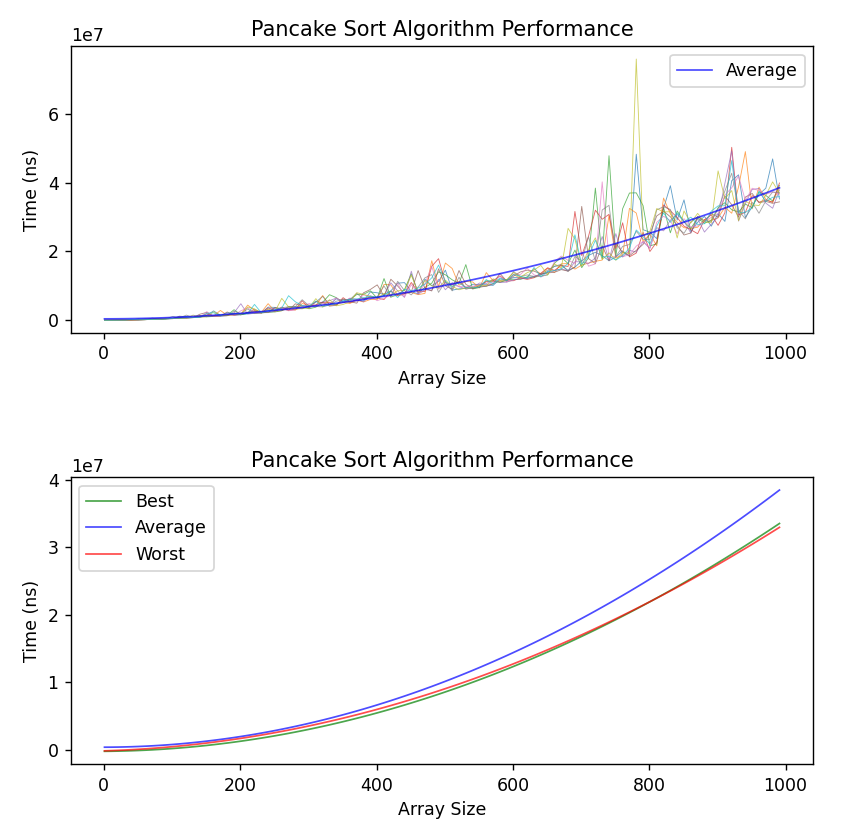 Pancake Sort Algorithm Performance
1e7
Average
6
4
2
0
Time (ns)
0 200 400 600 800 1000
Array Size
Pancake Sort Algorithm Performance
1e7
4
3
2
1
0
Time (ns)
Best
Average
Worst
0 200 400 600 800 1000
Array Size